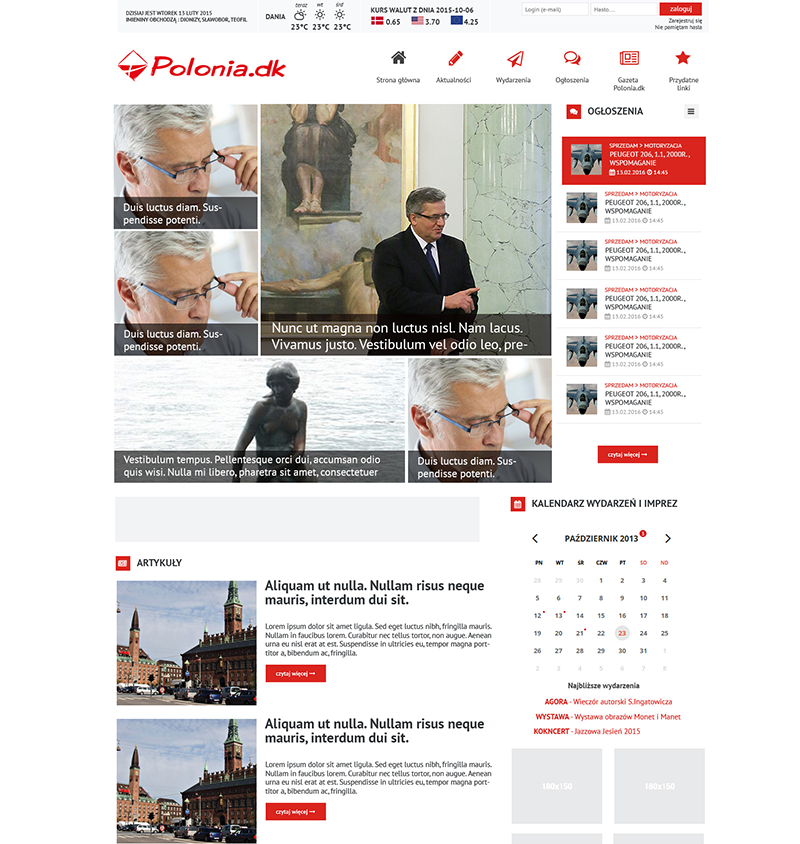 DZISIAJ JEST WTOREK 13 LUTY 2015
IMIENINY OBCHODZĄ : DIONIZY, SŁAWOBOR, TEOFIL
DANIA
teraz
wt
śr
23°C 23°C 23°C
KURS WALUT Z DNIA 2015-10-06
0.65 3.70 4.25
Login (e-mail)
Hasło....
zaloguj
Zarejestruj się
Nie pamiętam hasła
Polonia.dk
Strona główna
Aktualności
Wydarzenia
Ogłoszenia
Gazeta
Polonia.dk
Przydatne
linki
Duis luctus diam. Sus-
pendisse potenti.
Duis luctus diam. Sus-
pendisse potenti.
Nunc ut magna non luctus nisl. Nam lacus.
Vivamus justo. Vestibulum vel odio leo, pre-
Vestibulum tempus. Pellentesque orci dui, accumsan odio
quis wisi. Nulla mi libero, pharetra sit amet, consectetuer
Duis luctus diam. Sus-
pendisse potenti.
OGŁOSZENIA
SPRZEDAM > MOTORYZACJA
PEUGEOT 206, 1.1, 2000R. ,
WSPOMAGANIE
13.02.2016 14:45
SPRZEDAM > MOTORYZACJA
PEUGEOT 206, 1.1, 2000R. ,
WSPOMAGANIE
13.02.2016 14:45
SPRZEDAM > MOTORYZACJA
PEUGEOT 206, 1.1, 2000R. ,
WSPOMAGANIE
13.02.2016 14:45
SPRZEDAM > MOTORYZACJA
PEUGEOT 206, 1.1, 2000R. ,
WSPOMAGANIE
13.02.2016 14:45
SPRZEDAM > MOTORYZACJA
PEUGEOT 206, 1.1, 2000R. ,
WSPOMAGANIE
13.02.2016 14:45
SPRZEDAM > MOTORYZACJA
PEUGEOT 206, 1.1, 2000R. ,
WSPOMAGANIE
13.02.2016 14:45
czytaj więcej
ARTYKUŁY
Aliquam ut nulla. Nullam risus neque
mauris, interdum dui sit.
Lorem ipsum dolor sit amet ligula. Sed eget luctus nibh, fringilla mauris.
Nullam in faucibus lorem. Curabitur nec tellus tortor, non augue. Aenean
urna eu nisl erat at est. Suspendisse in ultricies eu, tempor magna port-
titor a, bibendum ac, fringilla.
czytaj więcej
Aliquam ut nulla. Nullam risus neque
mauris, interdum dui sit.
Lorem ipsum dolor sit amet ligula. Sed eget luctus nibh, fringilla mauris.
Nullam in faucibus lorem. Curabitur nec tellus tortor, non augue. Aenean
urna eu nisl erat at est. Suspendisse in ultricies eu, tempor magna port-
titor a, bibendum ac, fringilla.
czytaj więcej
KALENDARZ WYDARZEŃ I IMPREZ
PAŹDZIERNIK 2013
PN WT ŚR CZW PT SO ND
28 29 30 1 2 3 4
5 6 7 8 9 10 11
12 13 14 15 16 17 18
19 20 21 22 23 24 25
26 27 28 29 30 31 1
2 3 4 5 6 7 8
Najbliższe wydarzenia
AGORA - Wieczór autorski S.Ingatowicza
WYSTAWA - Wystawa obrazów Monet i Manet
KOKNCERT - Jazzowa Jesień 2015
180x150 180x150